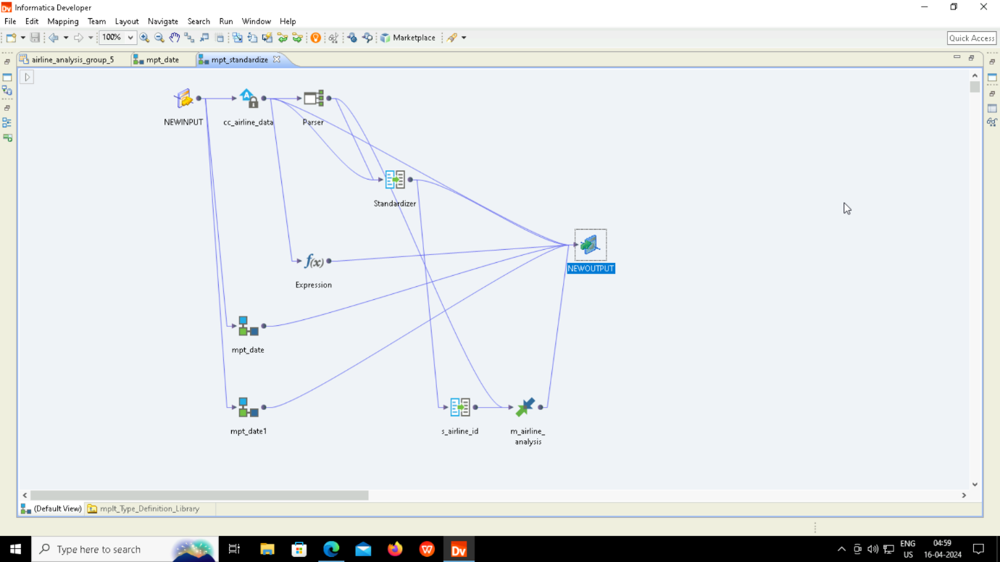 Informatica Developer
File Edit Mapping Team Layout Navigate Search Run Window Help
100% Marketplace Quick Access
airline_analysis_group_5 mpt_date mpt_standardize
NEWINPUT cc_airline_data Parser
Standardizer
NEWOUTPUT
Expression
mpt_date
mpt_date1 s_airline_id m_airline_
analysis
(Default View) mplt_Type_Definition_Library
Type here to search
ENG 04:59
US 16-04-2024